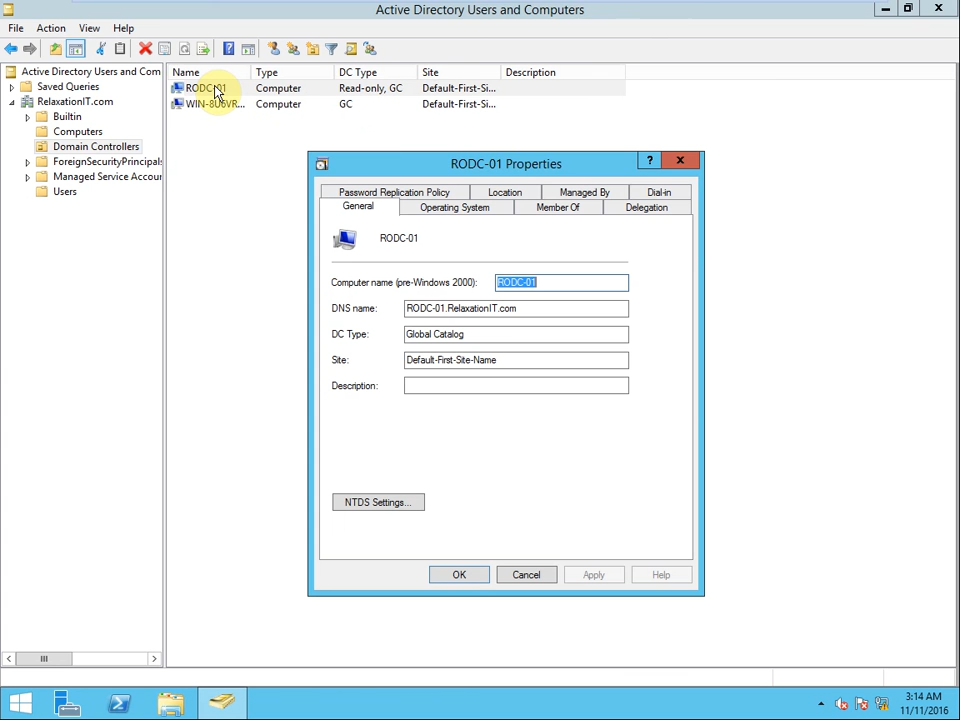 Active Directory Users and Computers
File Action View Help
Active Directory Users and Com
Saved Queries
RelaxationIT.com
Builtin
Computers
Domain Controllers
ForeignSecurityPrincipals
Managed Service Accour
Users
Name Type DC Type Site Description
RODC-01 Computer Read-only, GC Default-First-Si...
Computer GC Default-First-Si...
RODC-01 Properties
Password Replication Policy Location Managed By Dial-in
General Operating System Member Of Delegation
RODC-01
Computer name (pre-Windows 2000): RODC-01
DNS name: RODC-01.RelaxationIT.com
DC Type: Global Catalog
Site: Default-First-Site-Name
Description:
NTDS Settings...
OK Cancel Apply Help
3:14 AM
11/11/2016